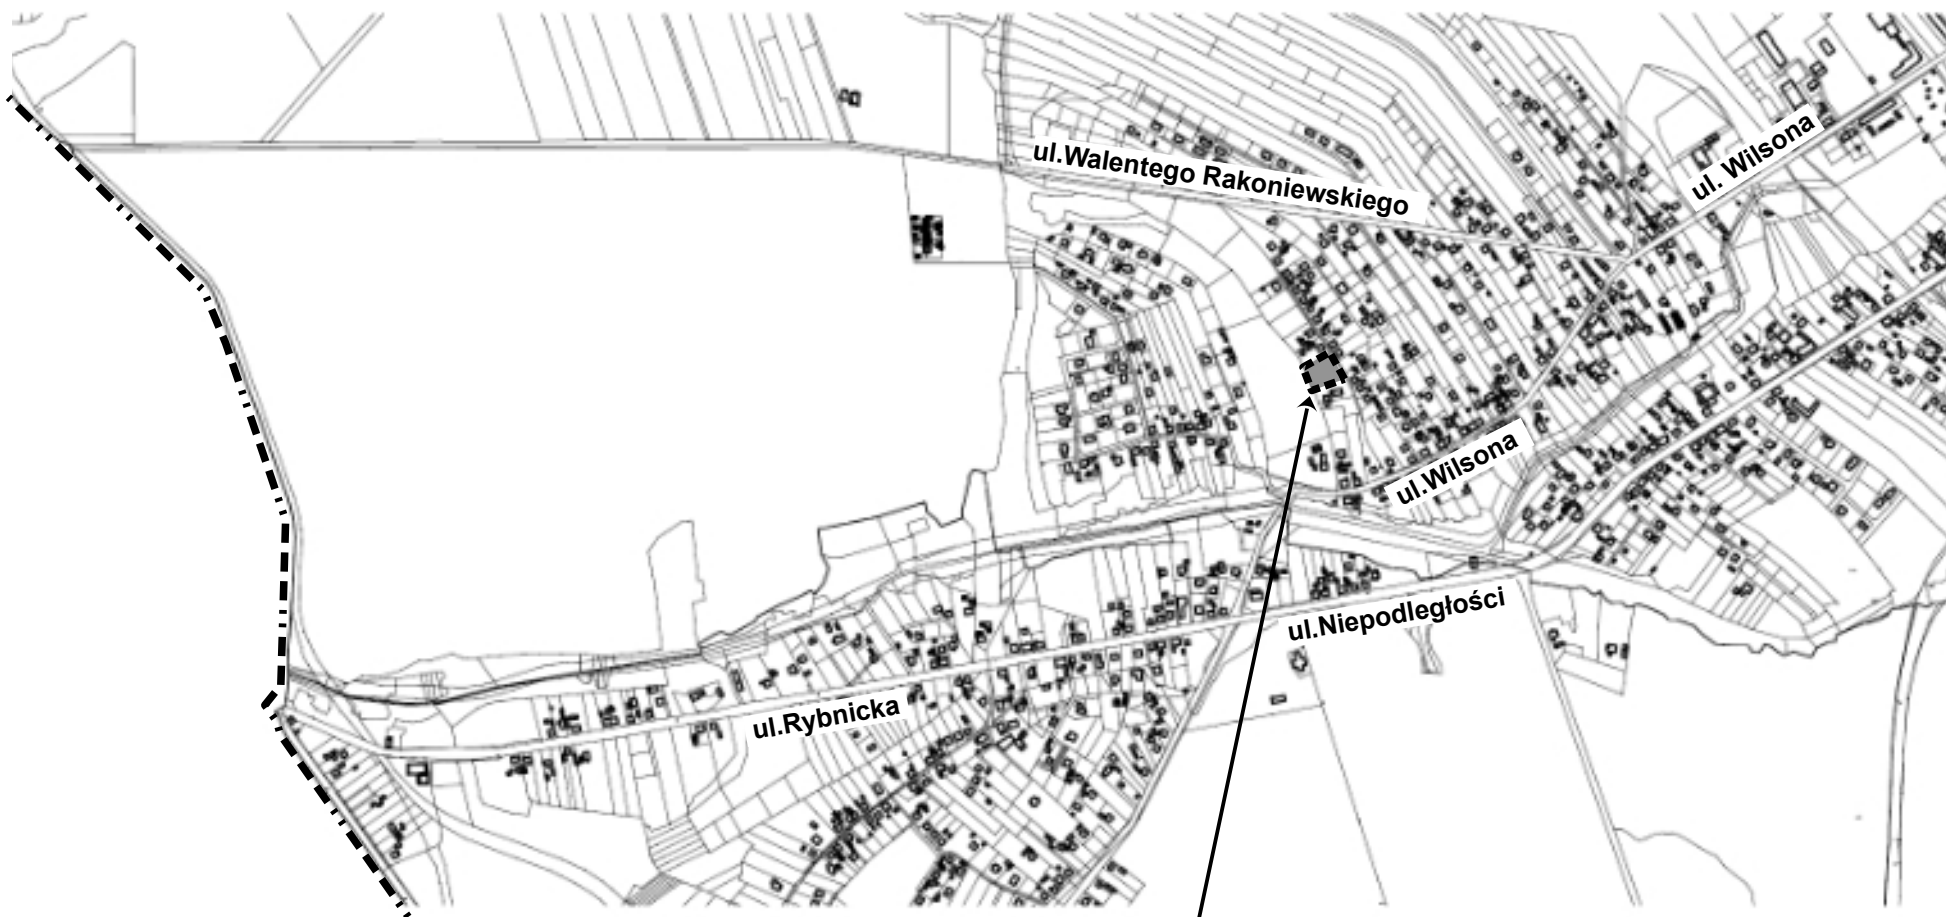 ul. Wilsona
ul.Walentego Rakoniewskiego
ul.Wilsona
ul.Niepodległości
ul.Rybnicka